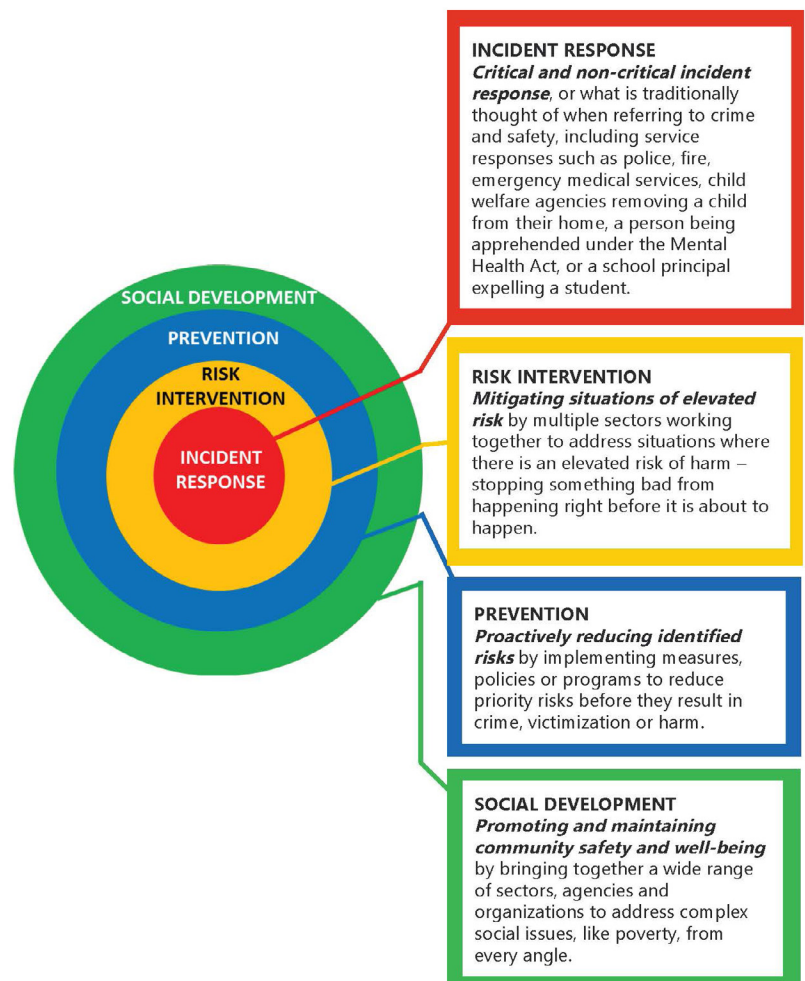 SOCIAL DEVELOPMENT
PREVENTION
RISK
INTERVENTION
INCIDENT
RESPONSE
INCIDENT RESPONSE
Critical and non-critical incident
response, or what is traditionally
thought of when referring to crime
and safety, including service
responses such as police, fire,
emergency medical services, child
welfare agencies removing a child
from their home, a person being
apprehended under the Mental
Health Act, or a school principal
expelling a student.
RISK INTERVENTION
Mitigating situations of elevated
risk by multiple sectors working
together to address situations where
there is an elevated risk of harm –
stopping something bad from
happening right before it is about to
happen.
PREVENTION
Proactively reducing identified
risks by implementing measures,
policies or programs to reduce
priority risks before they result in
crime, victimization or harm.
SOCIAL DEVELOPMENT
Promoting and maintaining
community safety and well-being
by bringing together a wide range
of sectors, agencies and
organizations to address complex
social issues, like poverty, from
every angle.